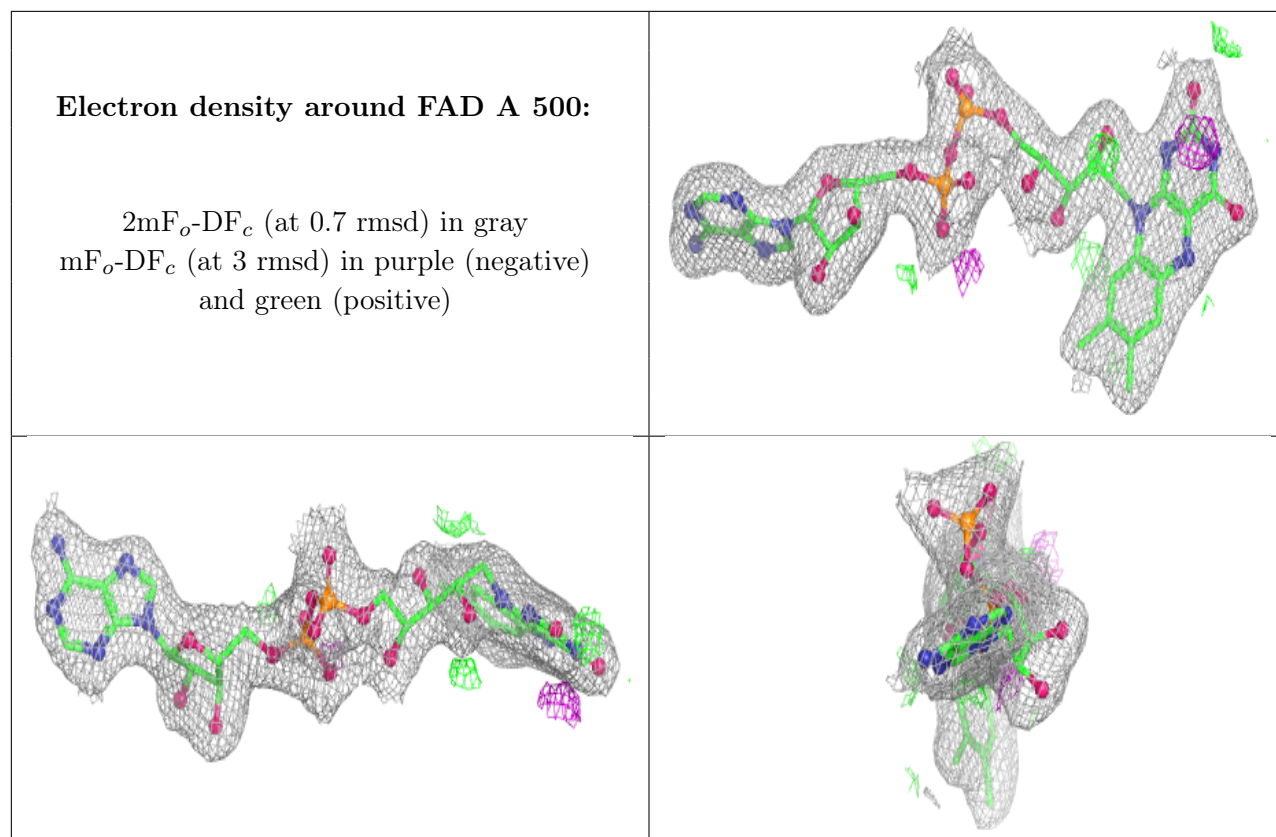 Electron density around FAD A 500:
2mFo-DFc (at 0.7 rmsd) in gray
mFo-DFc (at 3 rmsd) in purple (negative)
and green (positive)